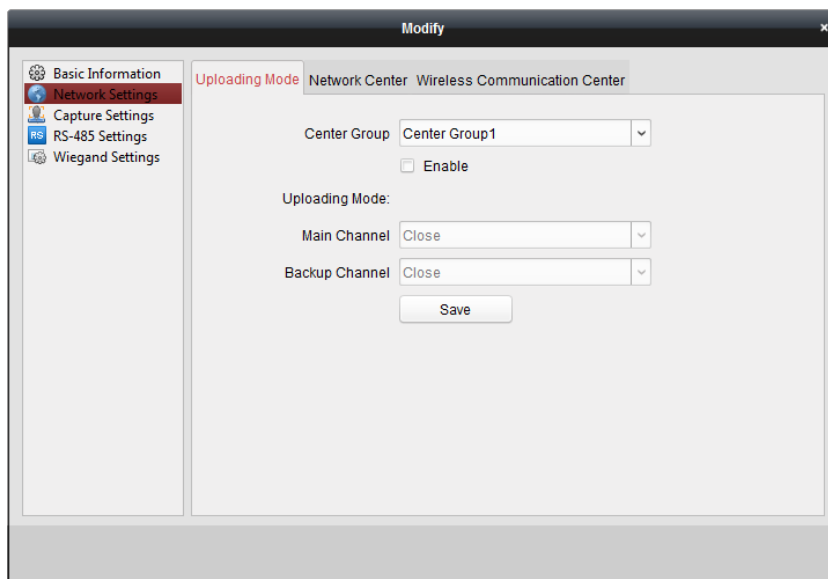 Modify
×
Basic Information
Network Settings
Capture Settings
RS RS-485 Settings
Wiegand Settings
Uploading Mode Network Center Wireless Communication Center
Center Group Center Group1
Enable
Uploading Mode:
Main Channel Close
Backup Channel Close
Save